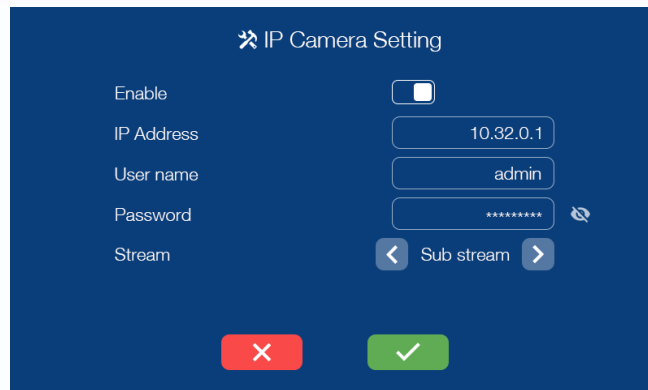 IP Camera Setting
Enable
IP Address 10.32.0.1
User name admin
Password *********
Stream Sub stream